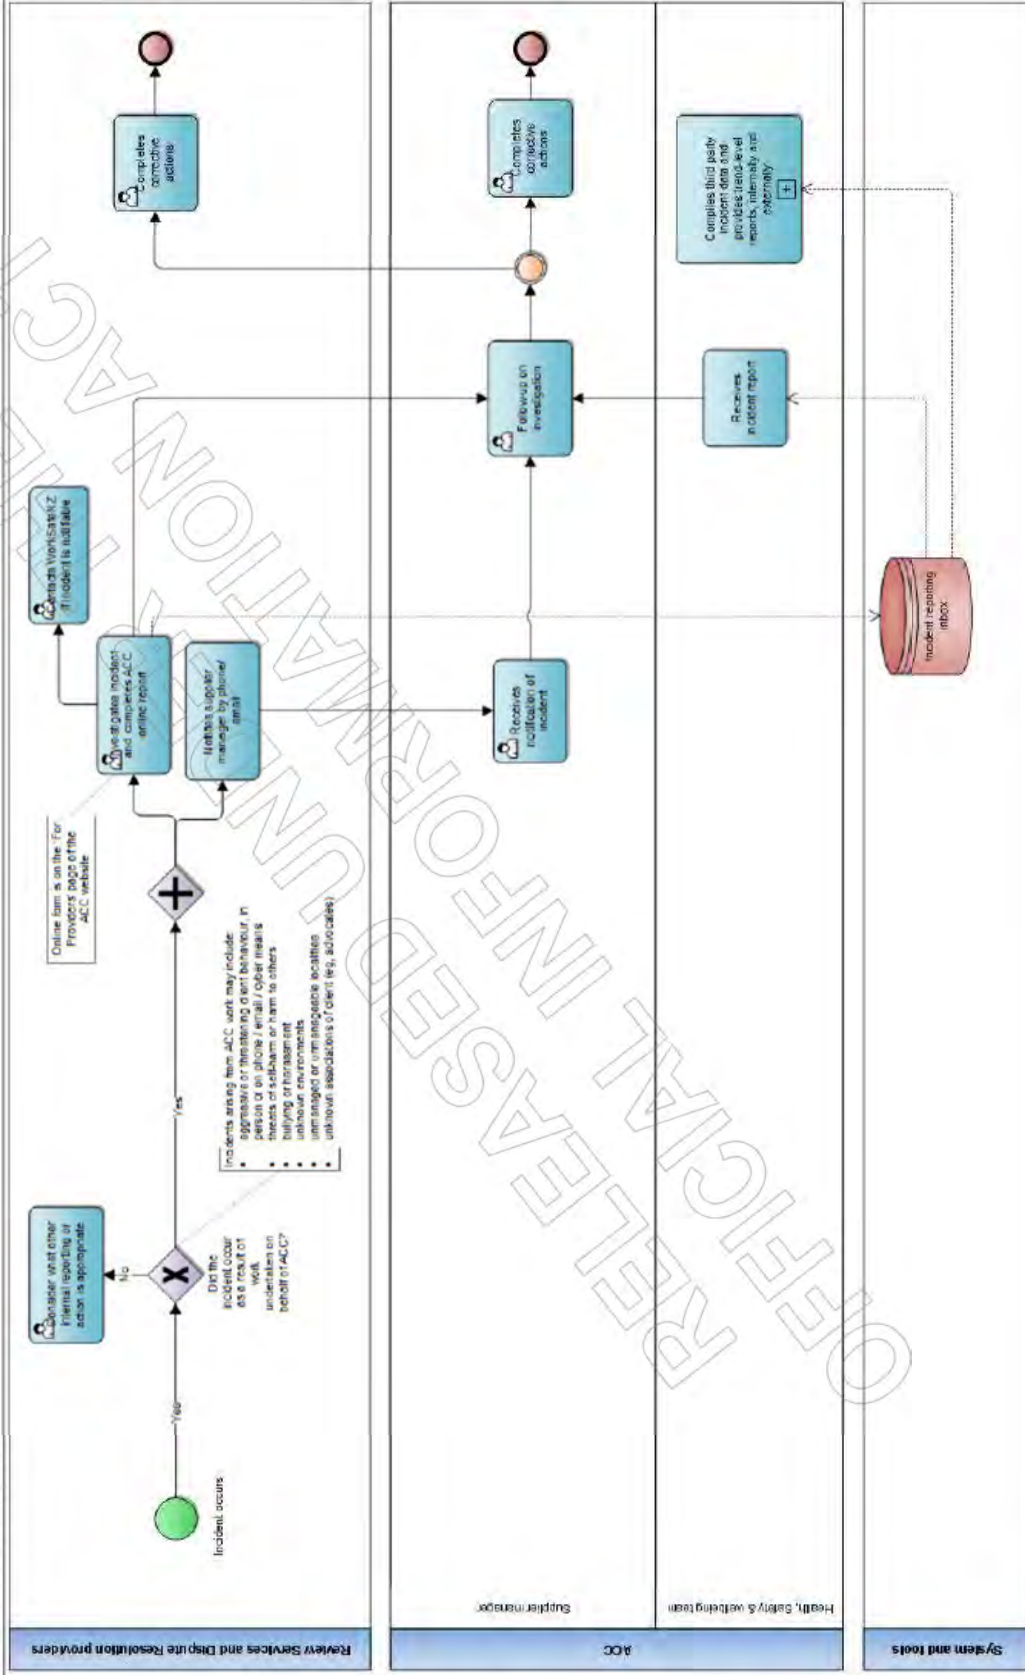 Review Services and Dispute Resolution providers
Incident occurs
Yes
Did the
incident occur
as a result of
work
undertaken on
behalf of ACC?
No
Consider what other
internal reporting or
action is appropriate
Incidents arising from ACC work may include:
• aggressive or threatening client behaviour, in
person or on phone / email / cyber means
• threats of self-harm or harm to others
• bullying or harassment
• unknown environments
• unmanaged or unmanageable localities
• unknown associations of client (eg, advocates)
Yes
Online form is on the 'For
Providers' page of the
ACC website
Investigates incident
and completes ACC
online report
Notifies supplier
manager by phone/
email
Contacts WorkSafe NZ
if incident is notifiable
Completes
corrective
actions
ACC
Supplier manager
Receives
notification of
incident
Follow-up on
investigation
Completes
corrective
actions
Health, Safety & wellbeing team
Receives
incident report
Compiles third party
incident data and
provides trend-level
reports, internally and
externally
System and tools
Incident reporting
inbox
RELEASED UNDER THE
OFFICIAL INFORMATION ACT